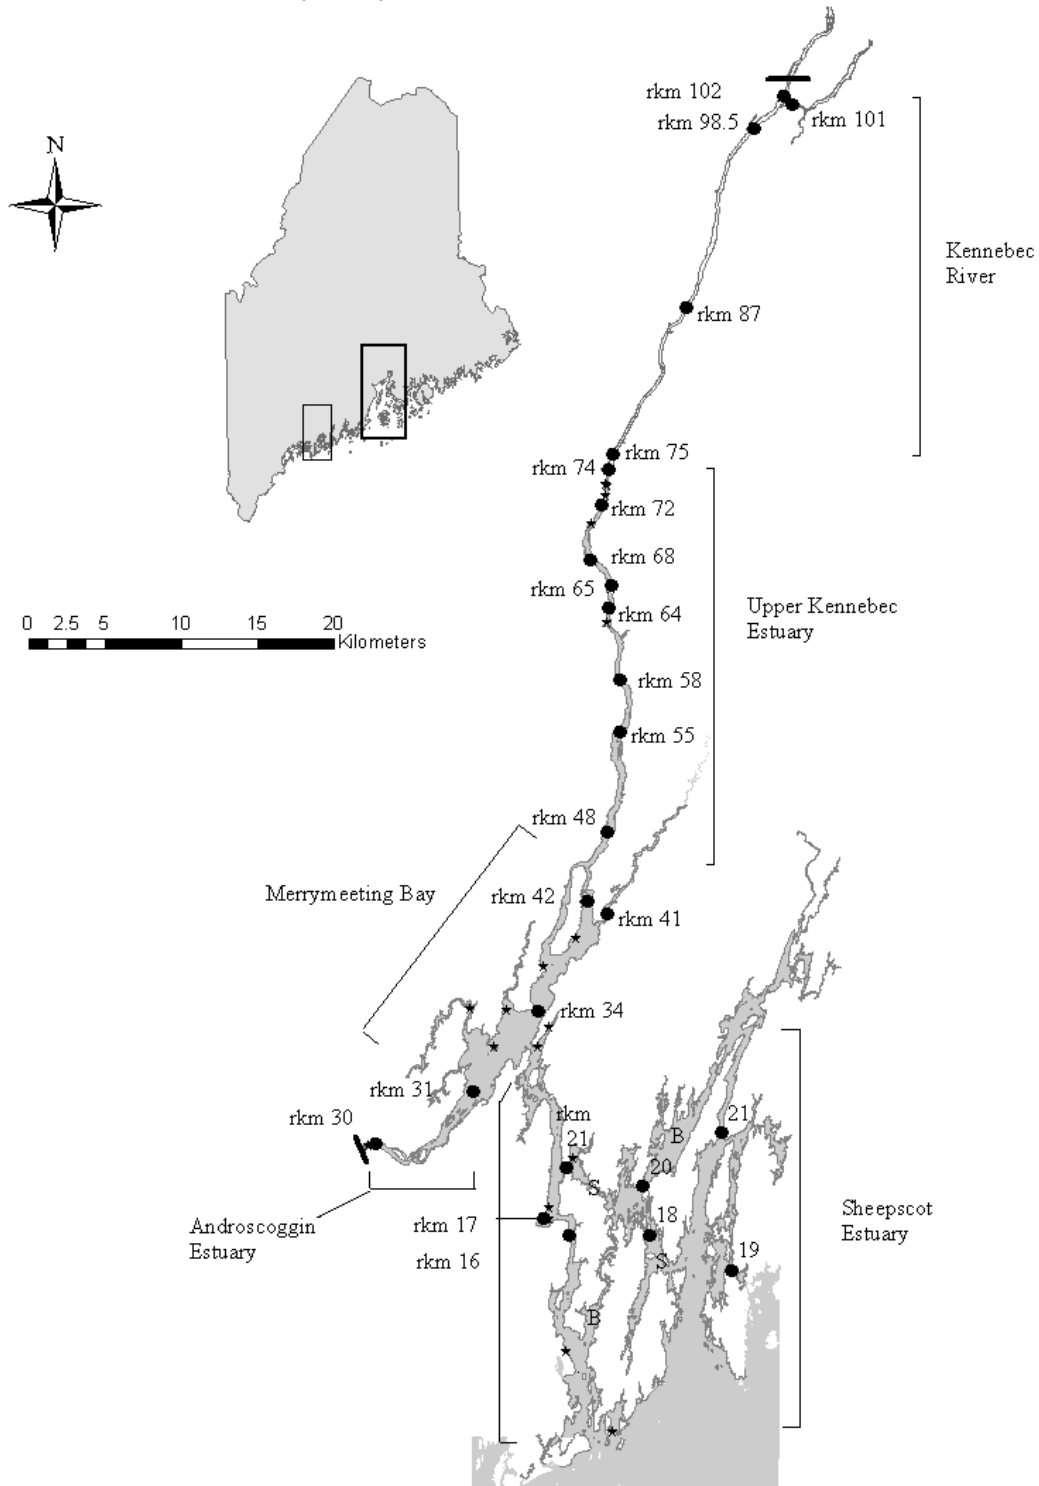 rkm 102
rkm 101
rkm 98.5
N
Kennebec
River
rkm 87
rkm 75
rkm 74
rkm 72
rkm 68
rkm 65
rkm 64
Upper Kennebec
Estuary
0 2.5 5 10 15 20
Kilometers
rkm 58
rkm 55
rkm 48
Merrymeeting Bay
rkm 42
rkm 41
rkm 34
rkm 31
rkm 30
rkm
21
B
21
S
20
Androscoggin
Estuary
rkm 17
rkm 16
18
S
19
Sheepscot
Estuary
B